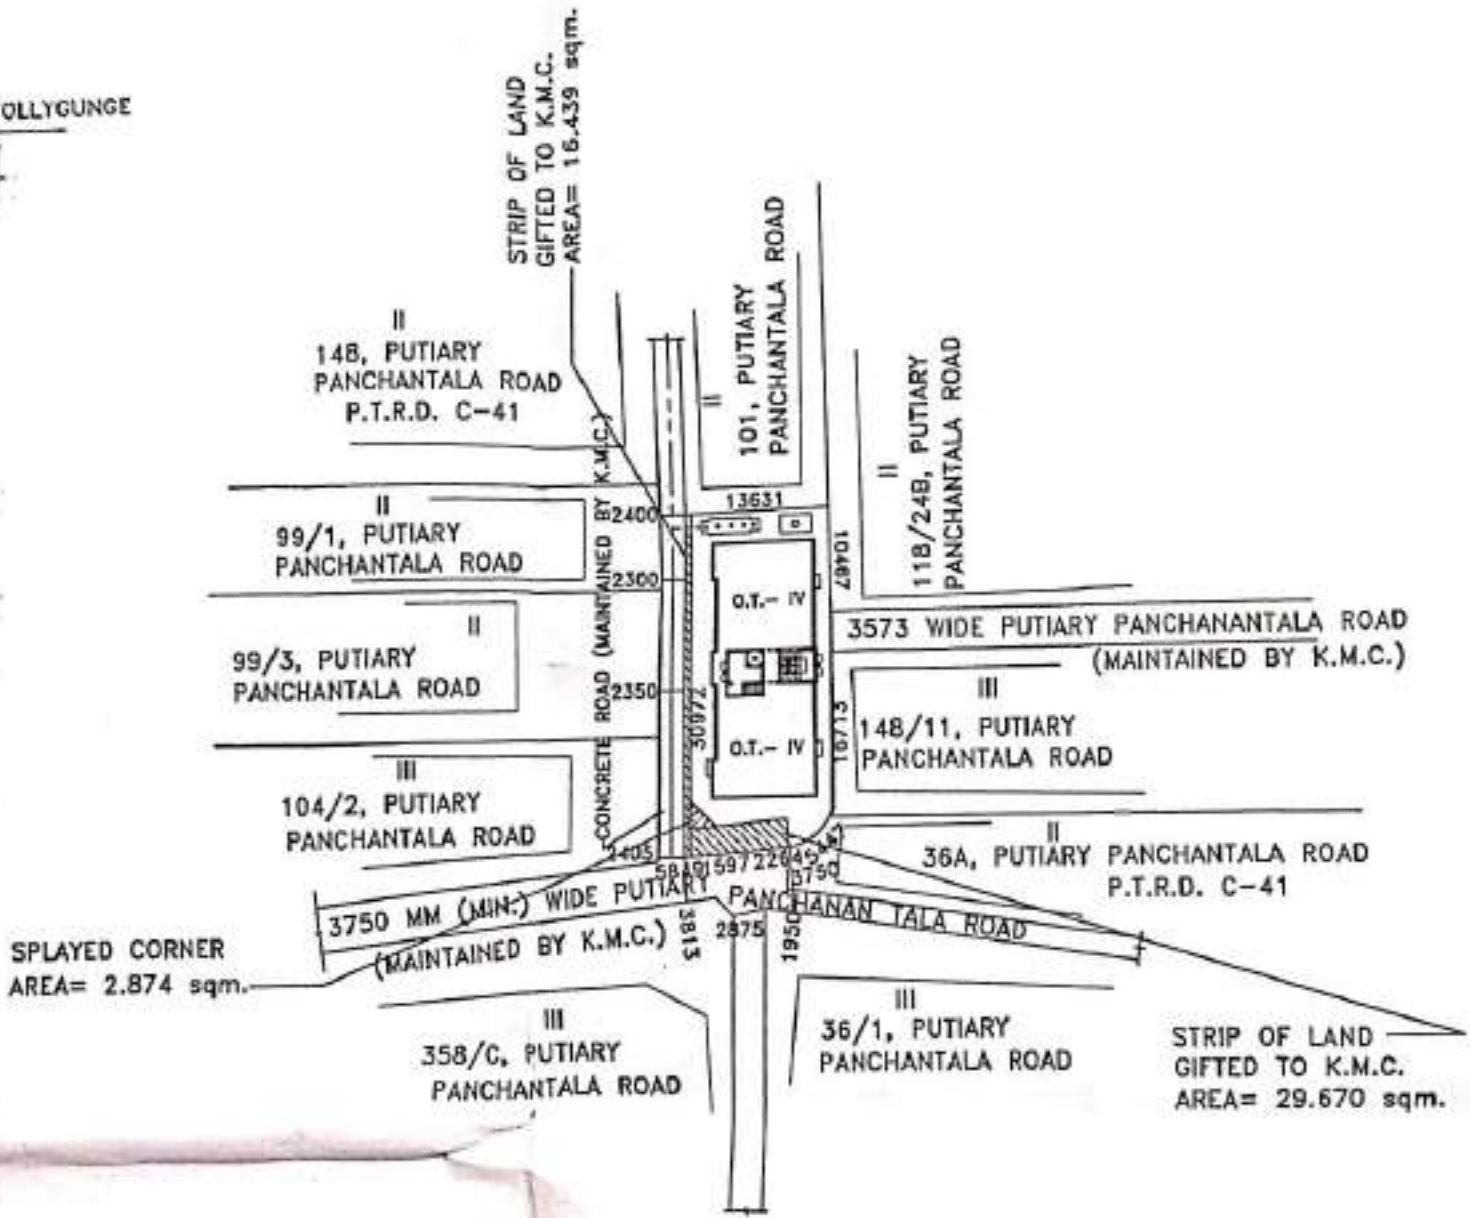 OLLYGUNGE
STRIP OF LAND
GIFTED TO K.M.C.
AREA= 16.439 sqm.
II
148, PUTIARY
PANCHANTALA ROAD
P.T.R.D. C-41
II
101, PUTIARY
PANCHANTALA ROAD
II
118/24B, PUTIARY
PANCHANTALA ROAD
II
99/1, PUTIARY
PANCHANTALA ROAD
CONCRETE ROAD (MAINTAINED BY K.M.C.)
13631
2400
2300
10467
O.T.- IV
3573 WIDE PUTIARY PANCHANANTALA ROAD
(MAINTAINED BY K.M.C.)
II
99/3, PUTIARY
PANCHANTALA ROAD
2350
30977
O.T.- IV
16713
III
148/11, PUTIARY
PANCHANTALA ROAD
III
104/2, PUTIARY
PANCHANTALA ROAD
2405
1597
3750
II
36A, PUTIARY PANCHANTALA ROAD
P.T.R.D. C-41
3750 MM (MIN.) WIDE PUTIARY PANCHANAN TALA ROAD
(MAINTAINED BY K.M.C.)
3813
2875
1950
SPLAYED CORNER
AREA= 2.874 sqm.
III
358/C, PUTIARY
PANCHANTALA ROAD
III
36/1, PUTIARY
PANCHANTALA ROAD
STRIP OF LAND
GIFTED TO K.M.C.
AREA= 29.670 sqm.